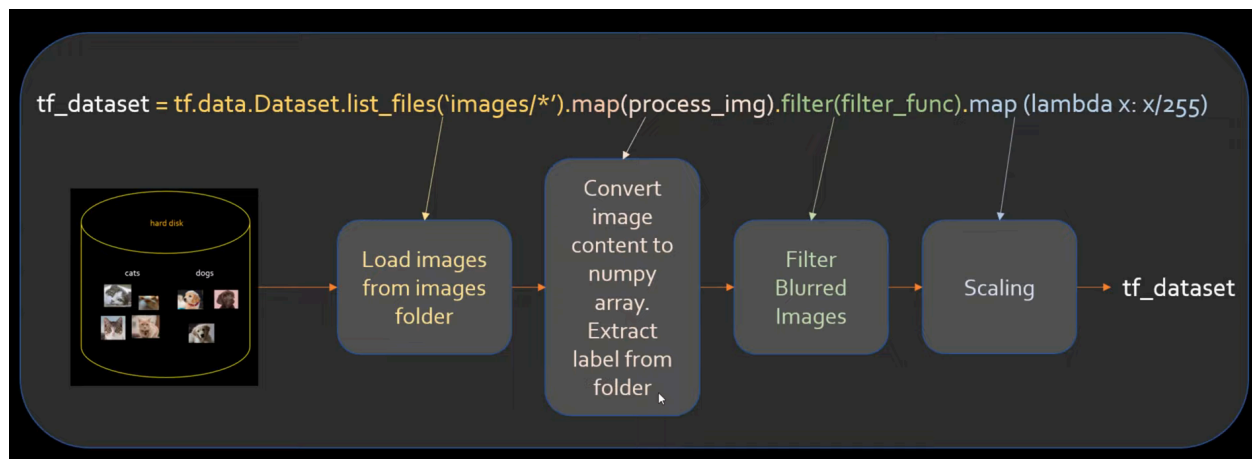 tf_dataset = tf.data.Dataset.list_files(‘images/*’).map(process_img).filter(filter_func).map (lambda x: x/255)
hard disk
cats
dogs
Load images
from images
folder
Convert
image
content to
numpy
array.
Extract
label from
folder
Filter
Blurred
Images
Scaling
tf_dataset